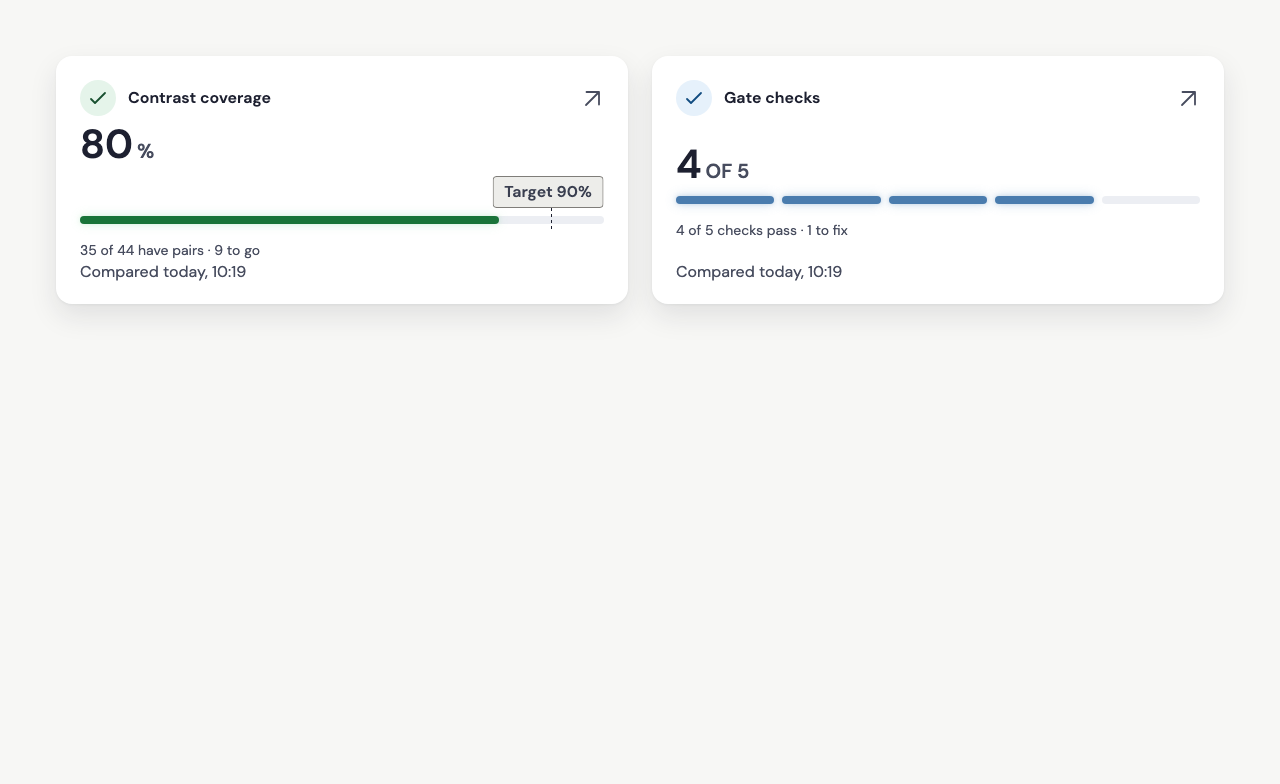 Contrast coverage
80 %
Target 90%
35 of 44 have pairs · 9 to go
Compared today, 10:19
Gate checks
4 OF 5
4 of 5 checks pass · 1 to fix
Compared today, 10:19